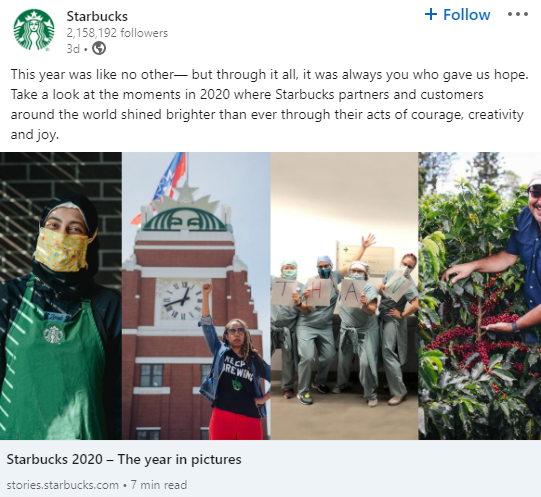 Starbucks
+ Follow
2,158,192 followers
3d •
This year was like no other— but through it all, it was always you who gave us hope.
Take a look at the moments in 2020 where Starbucks partners and customers
around the world shined brighter than ever through their acts of courage, creativity
and joy.
T H A
KEEP
BREWING
Starbucks 2020 – The year in pictures
stories.starbucks.com • 7 min read